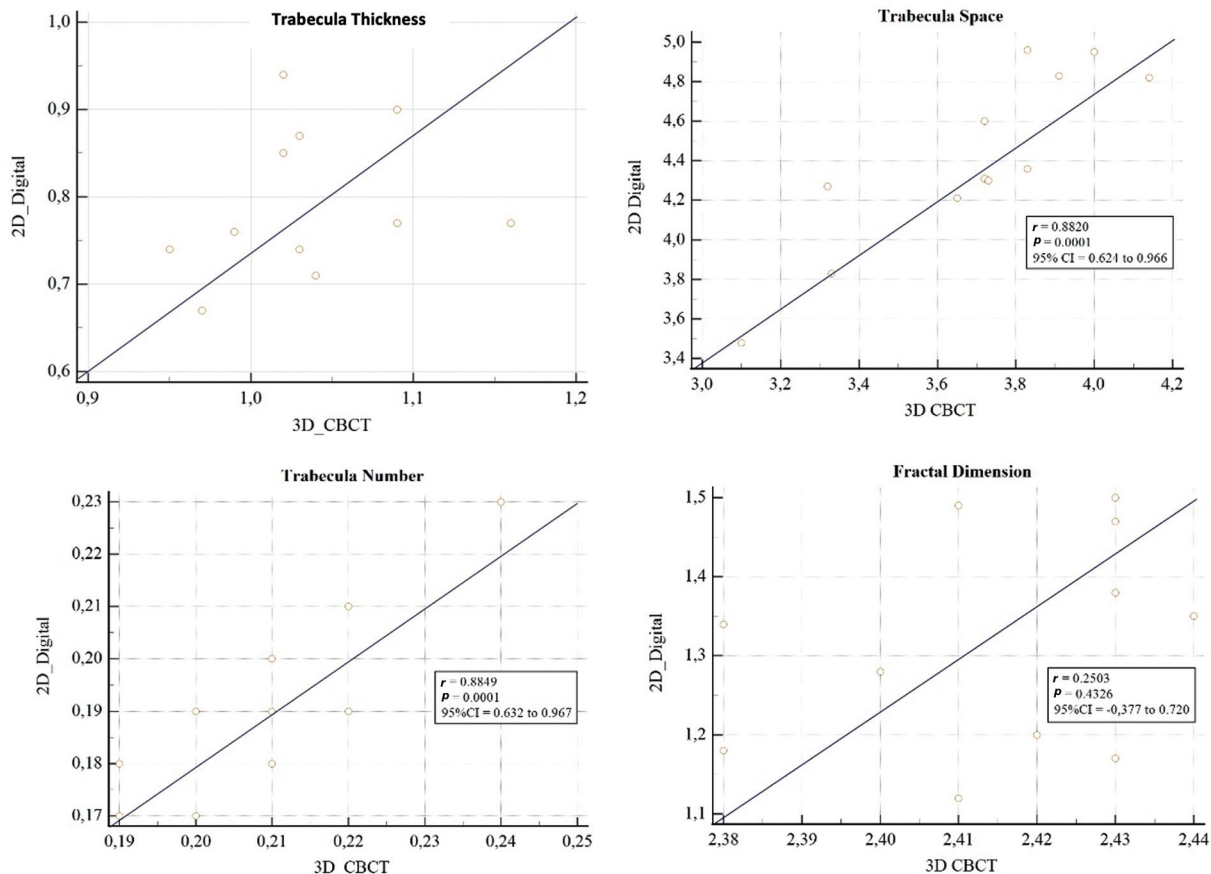 Trabecula Thickness
1,0
0,9
0,8
0,7
0,6
2D_Digital
0,9
1,0
1,1
1,2
3D_CBCT
Trabecula Space
5,0
4,8
4,6
4,4
4,2
4,0
3,8
3,6
3,4
2D Digital
r = 0.8820
p = 0.0001
95% CI = 0.624 to 0.966
3,0
3,2
3,4
3,6
3,8
4,0
4,2
3D CBCT
Trabecula Number
0,23
0,22
0,21
0,20
0,19
0,18
0,17
2D_Digital
r = 0.8849
p = 0.0001
95%CI = 0.632 to 0.967
0,19
0,20
0,21
0,22
0,23
0,24
0,25
3D_CBCT
Fractal Dimension
1,5
1,4
1,3
1,2
1,1
2D_Digital
r = 0.2503
p = 0.4326
95%CI = -0,377 to 0.720
2,38
2,39
2,40
2,41
2,42
2,43
2,44
3D CBCT